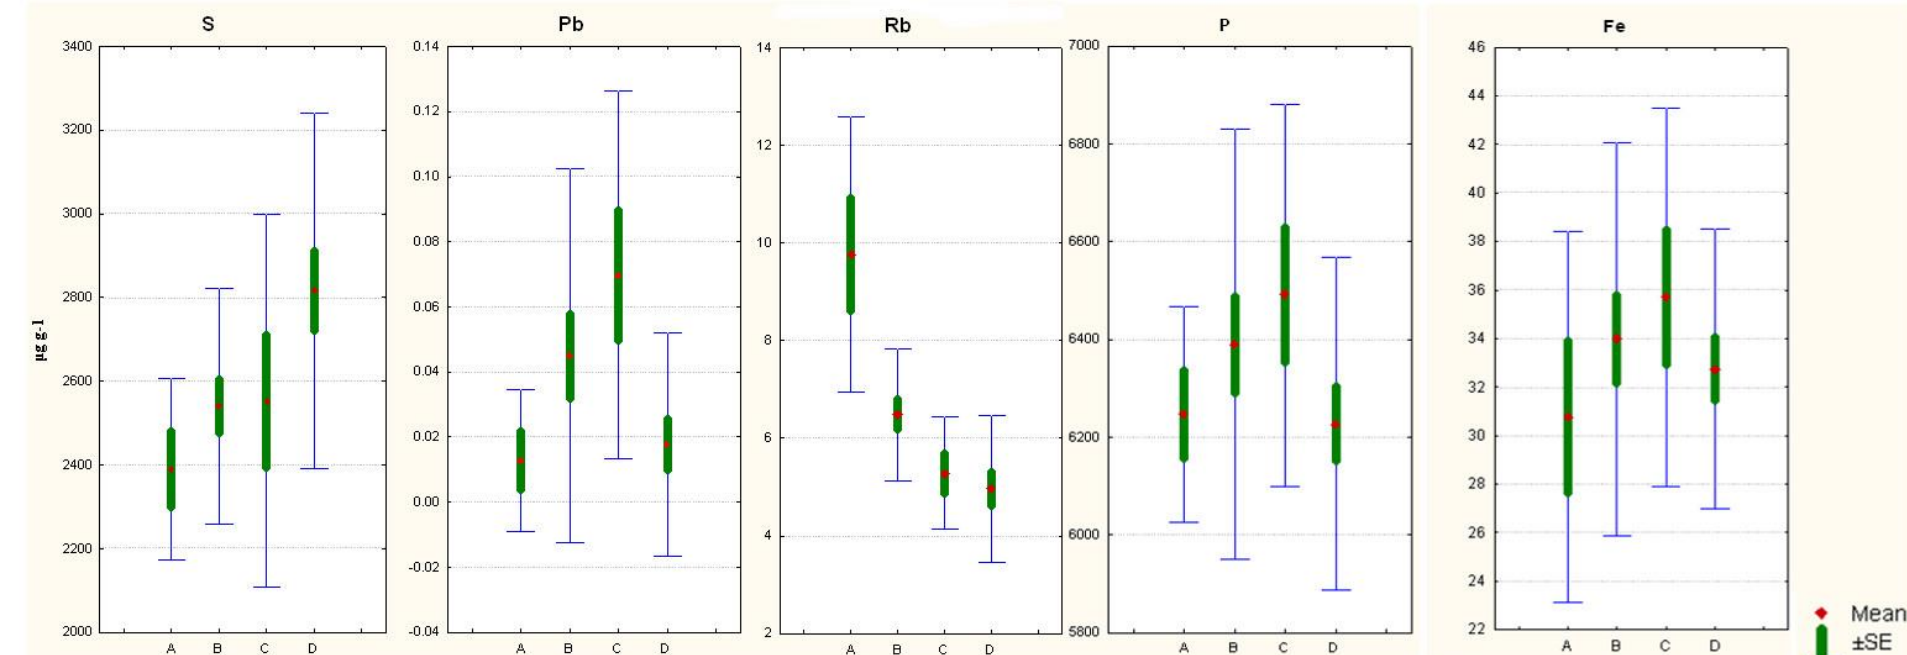 S Pb Rb P Fe
3400 0.14 14 7000 46
44
0.12
3200 12 6800 42
0.10
40
3000 0.08 10 6600 38
2800 0.06 36
8 6400 34
µg g-1
2600 0.04
32
2400 0.02 6 6200 30
0.00 28
2200 4 6000 26
-0.02
24
2000 -0.04 2 5800 22
A B C D A B C D A B C D A B C D A B C D
Mean
±SE